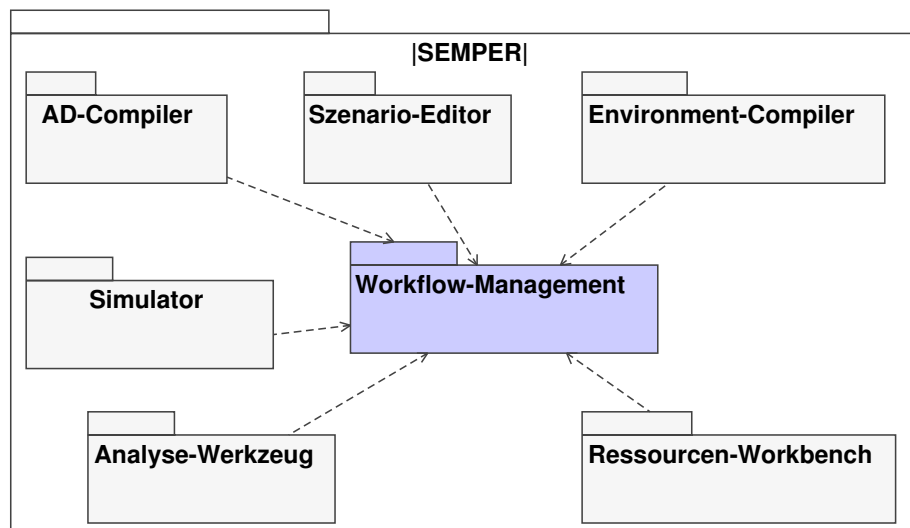 |SEMPER|
AD-Compiler
Szenario-Editor
Environment-Compiler
Workflow-Management
Simulator
Analyse-Werkzeug
Ressourcen-Workbench